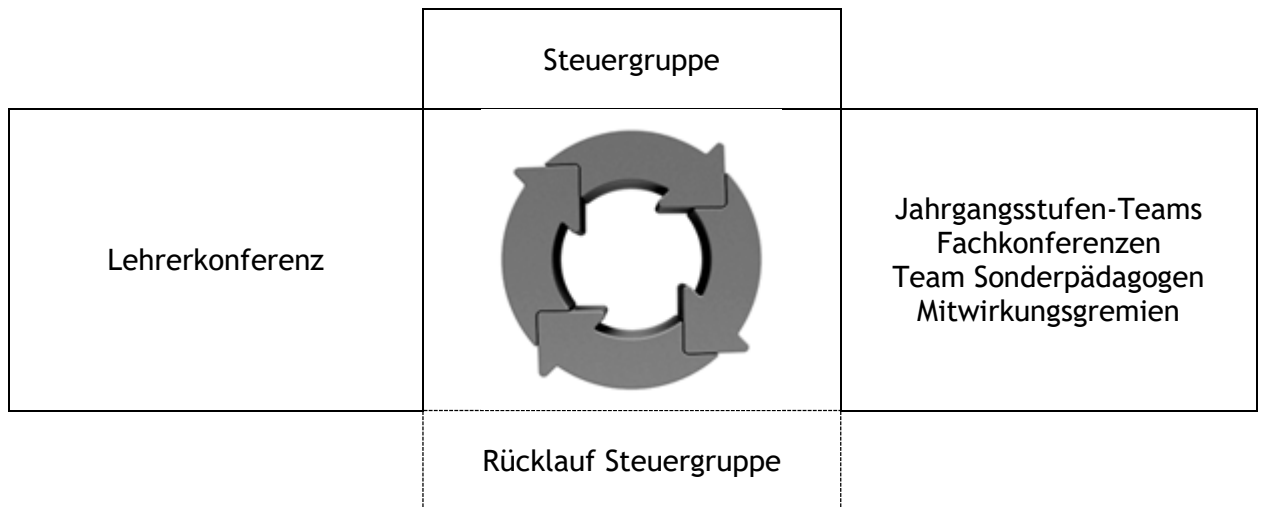 Steuergruppe
Lehrerkonferenz
Jahrgangsstufen-Teams
Fachkonferenzen
Team Sonderpädagogen
Mitwirkungsgremien
Rücklauf Steuergruppe